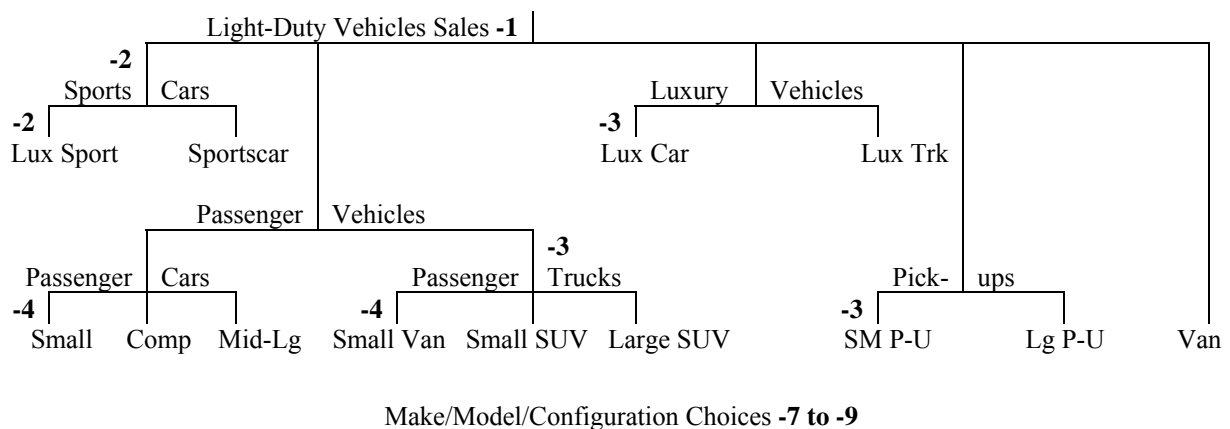 Light-Duty Vehicles Sales -1
-2
Sports Cars Luxury Vehicles
-2 -3
Lux Sport Sportscar Lux Car Lux Trk
Passenger Vehicles
-3
Passenger Cars Passenger Trucks Pick- ups
-4 -4 -3
Small Comp Mid-Lg Small Van Small SUV Large SUV SM P-U Lg P-U Van
Make/Model/Configuration Choices -7 to -9